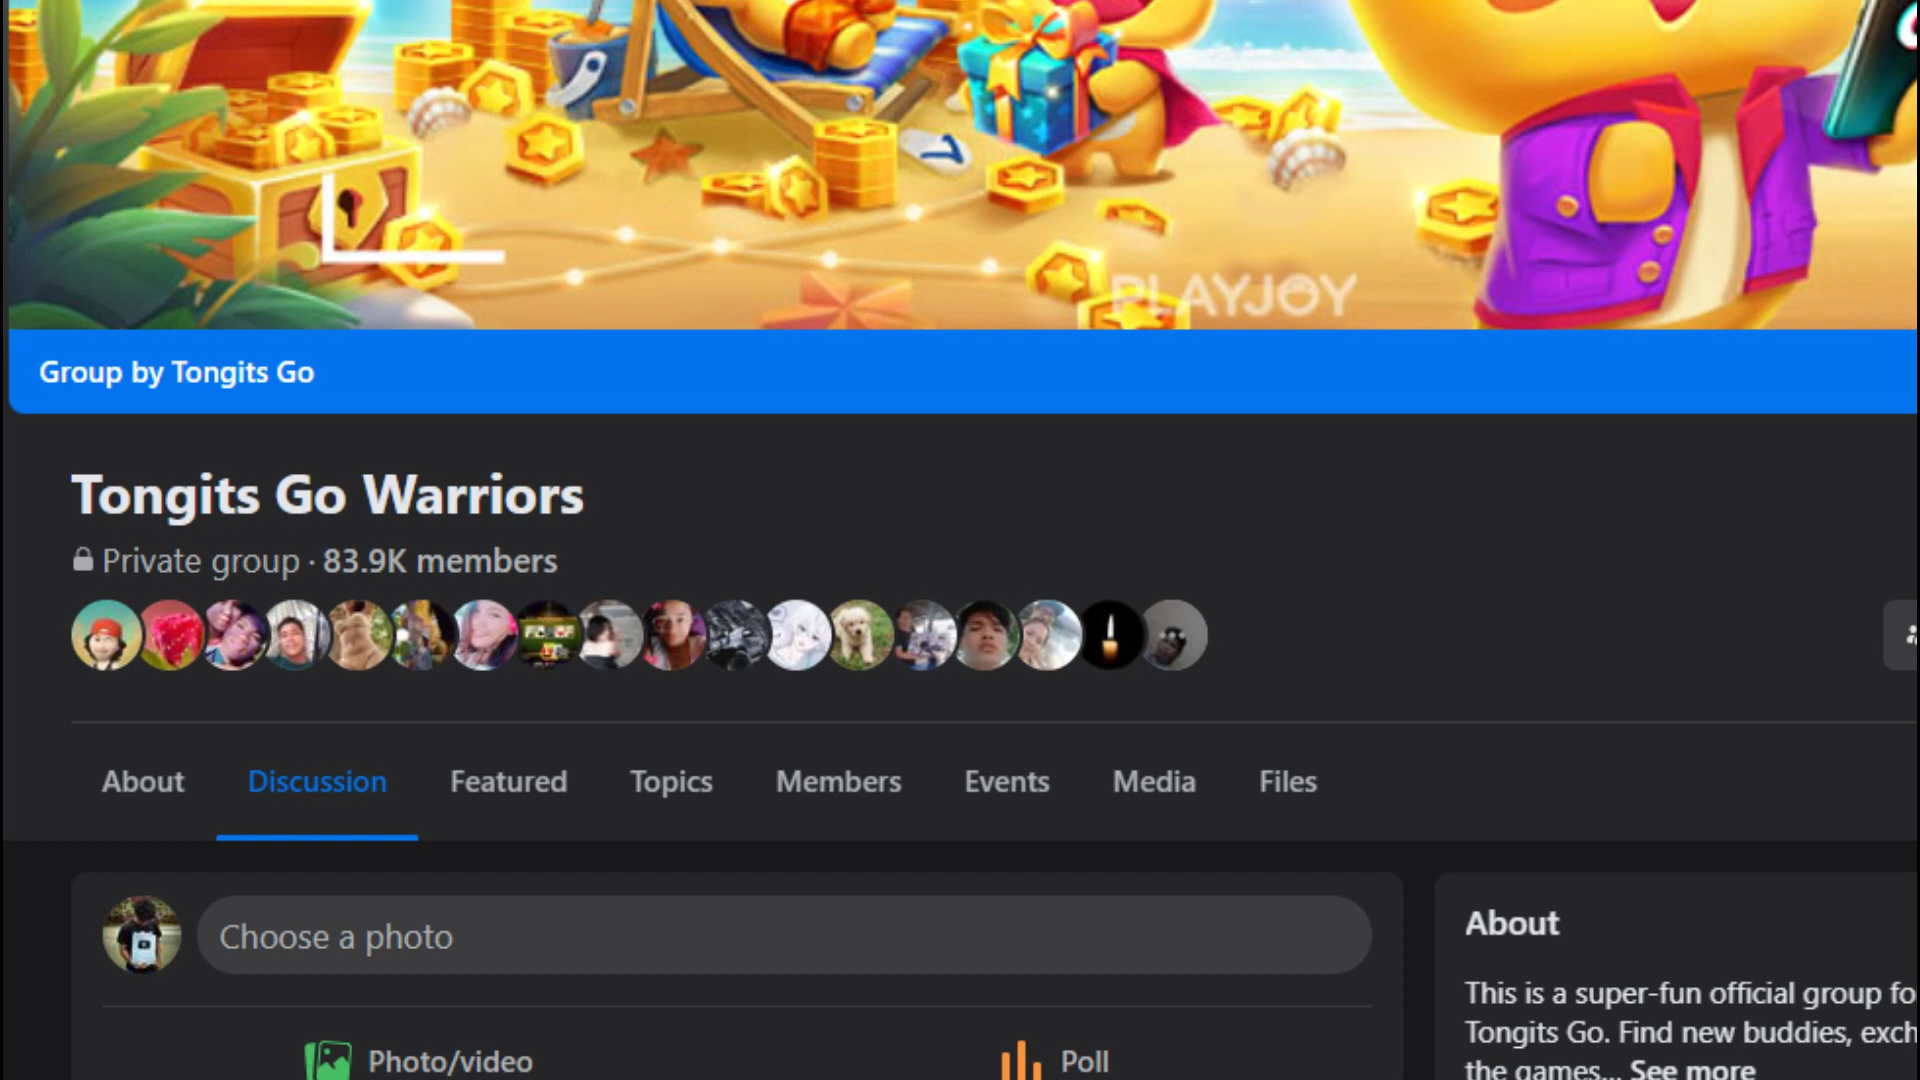 PLAYJOY
Group by Tongits Go
Tongits Go Warriors
Private group · 83.9K members
About Discussion Featured Topics Members Events Media Files
Choose a photo
Photo/video Poll
About
This is a super-fun official group fo
Tongits Go. Find new buddies, exch
the games... See more